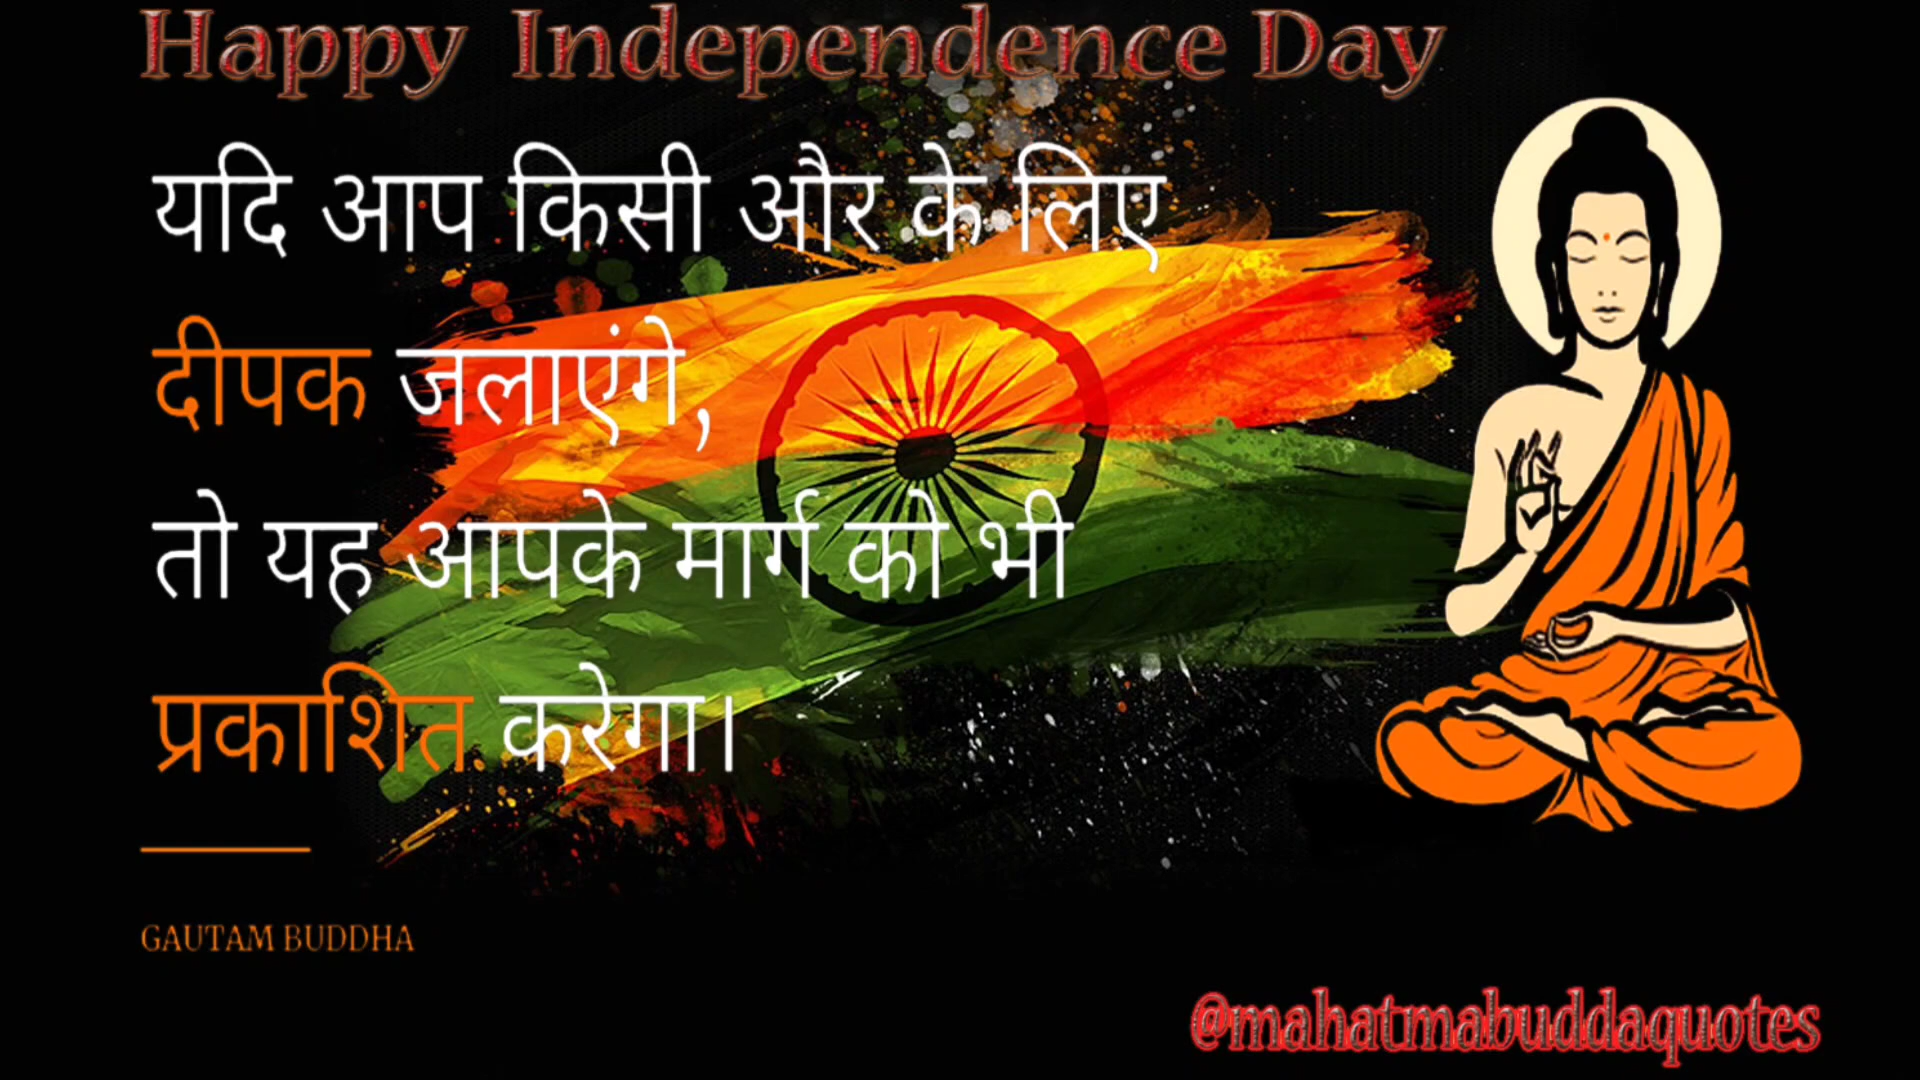 Happy Independence Day
यदि आप किसी और के लिए
दीपक जलाएंगे,
तो यह आपके मार्ग को भी
प्रकाशित करेगा।
GAUTAM BUDDHA
@mahatmabuddaquotes